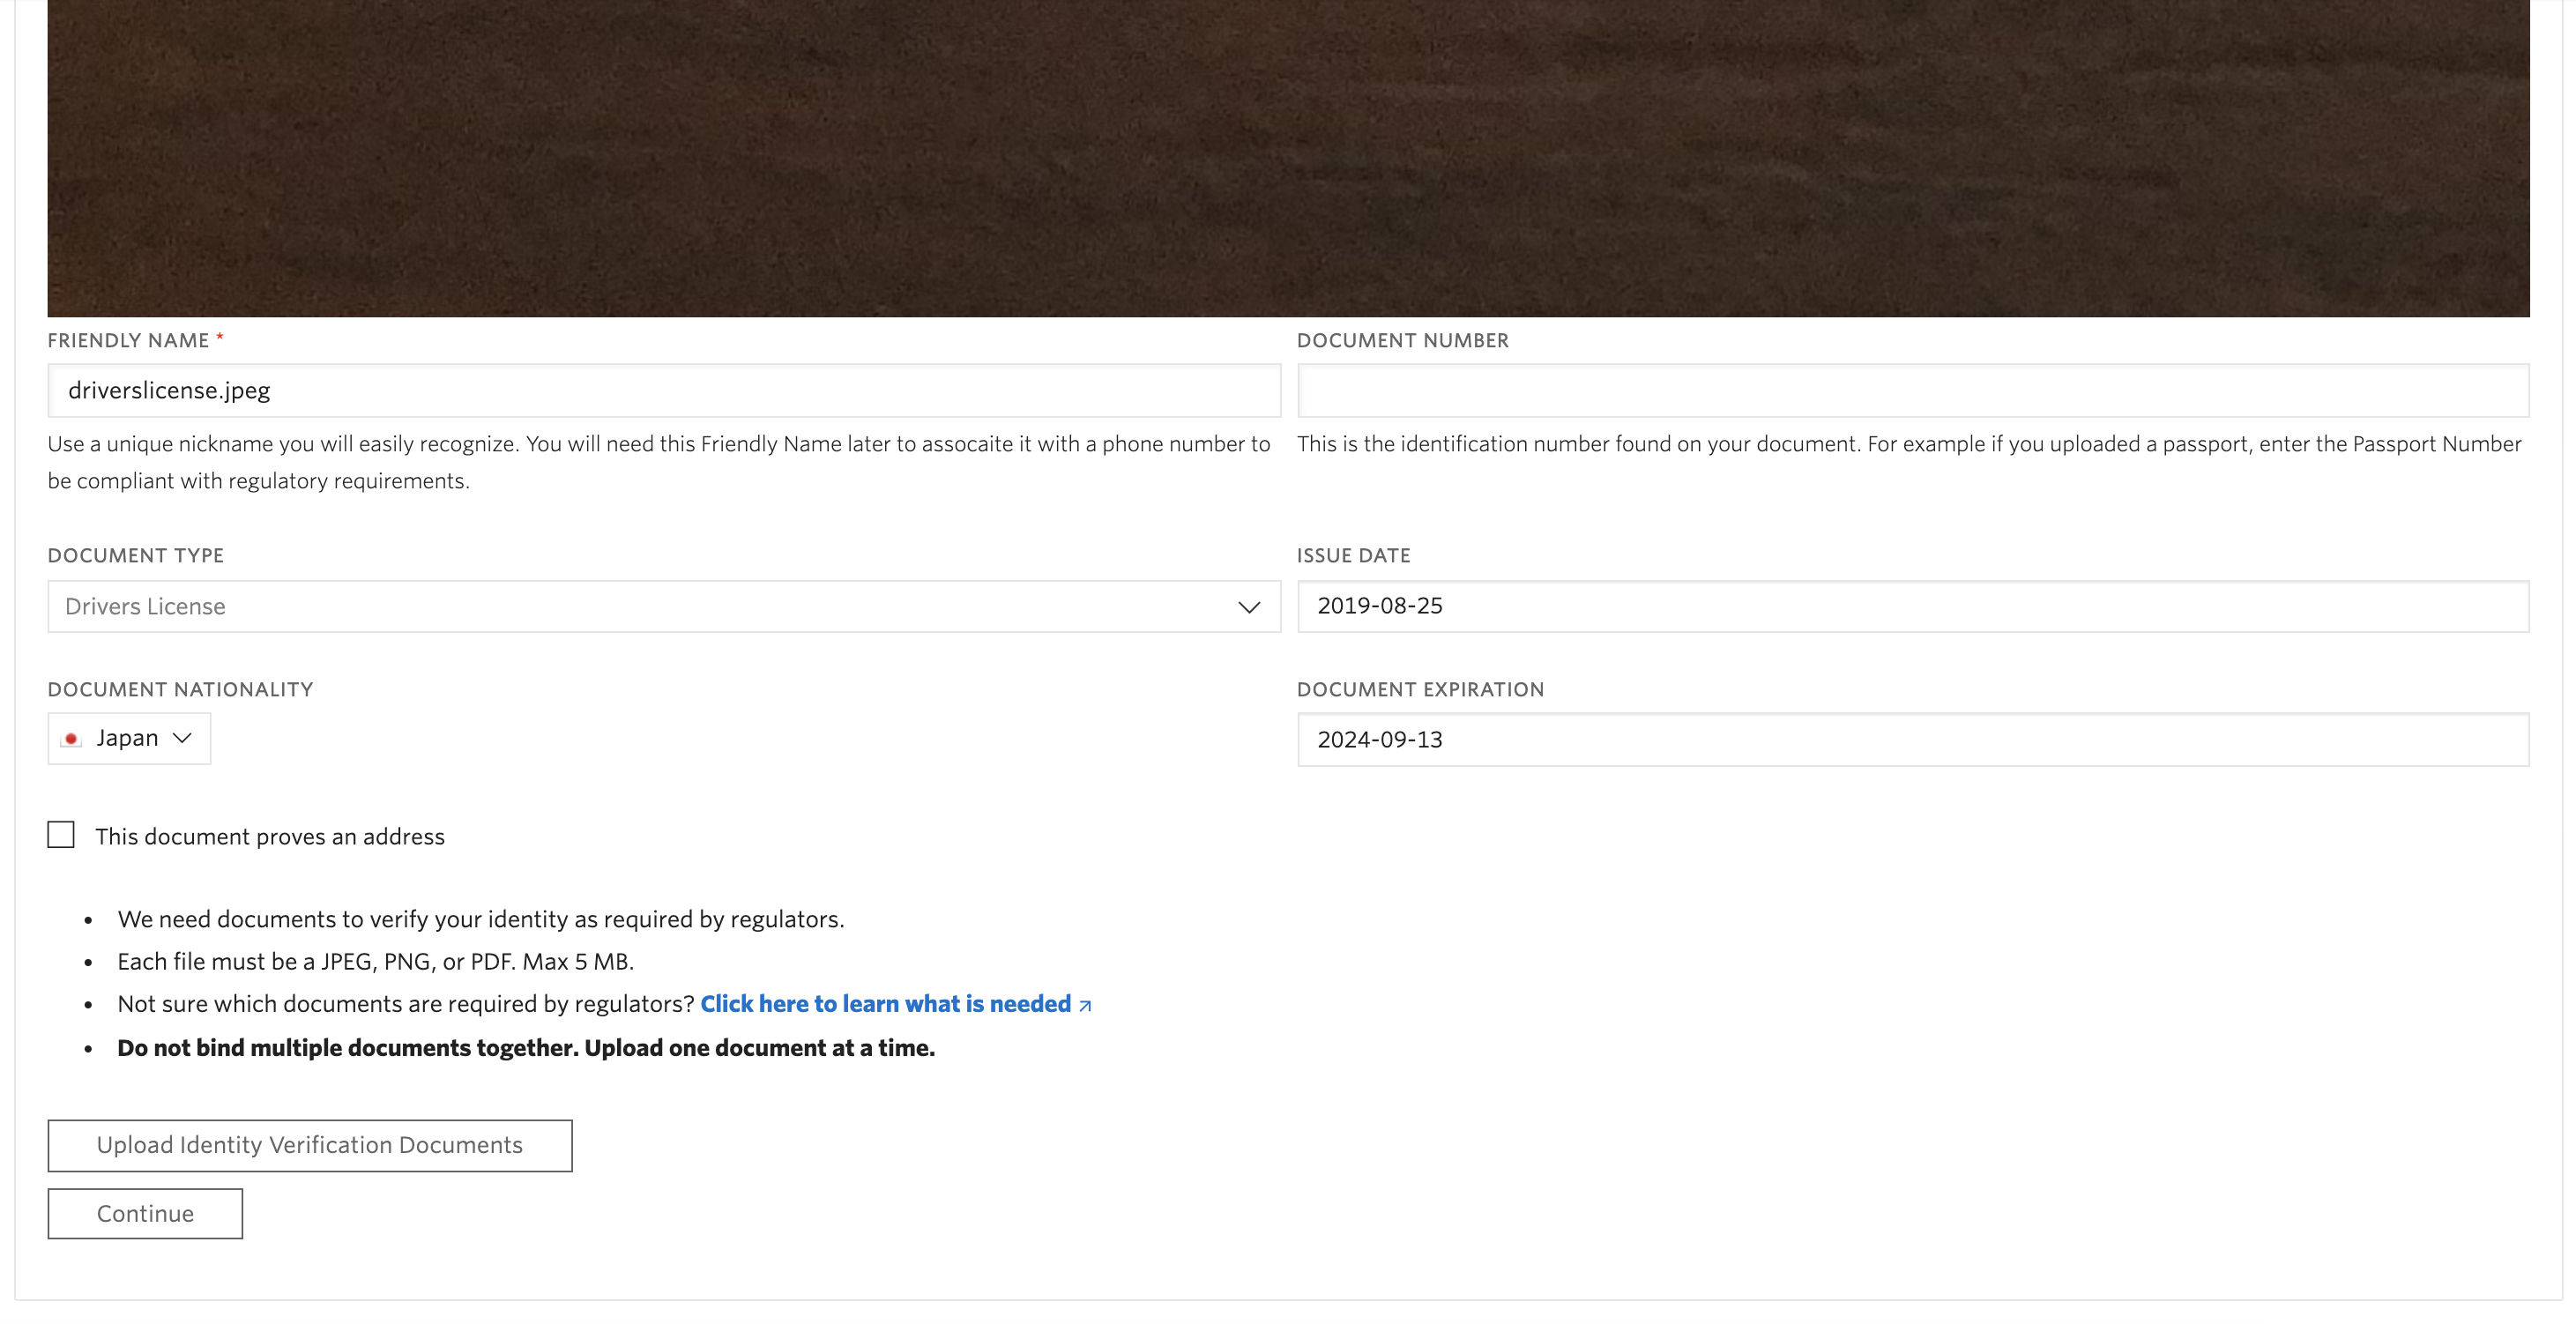 FRIENDLY NAME *
driverslicense.jpeg
Use a unique nickname you will easily recognize. You will need this Friendly Name later to assocaite it with a phone number to
be compliant with regulatory requirements.
DOCUMENT NUMBER
This is the identification number found on your document. For example if you uploaded a passport, enter the Passport Number
DOCUMENT TYPE
Drivers License
ISSUE DATE
2019-08-25
DOCUMENT NATIONALITY
Japan
DOCUMENT EXPIRATION
2024-09-13
This document proves an address
• We need documents to verify your identity as required by regulators.
• Each file must be a JPEG, PNG, or PDF. Max 5 MB.
• Not sure which documents are required by regulators? Click here to learn what is needed ↗
• Do not bind multiple documents together. Upload one document at a time.
Upload Identity Verification Documents
Continue